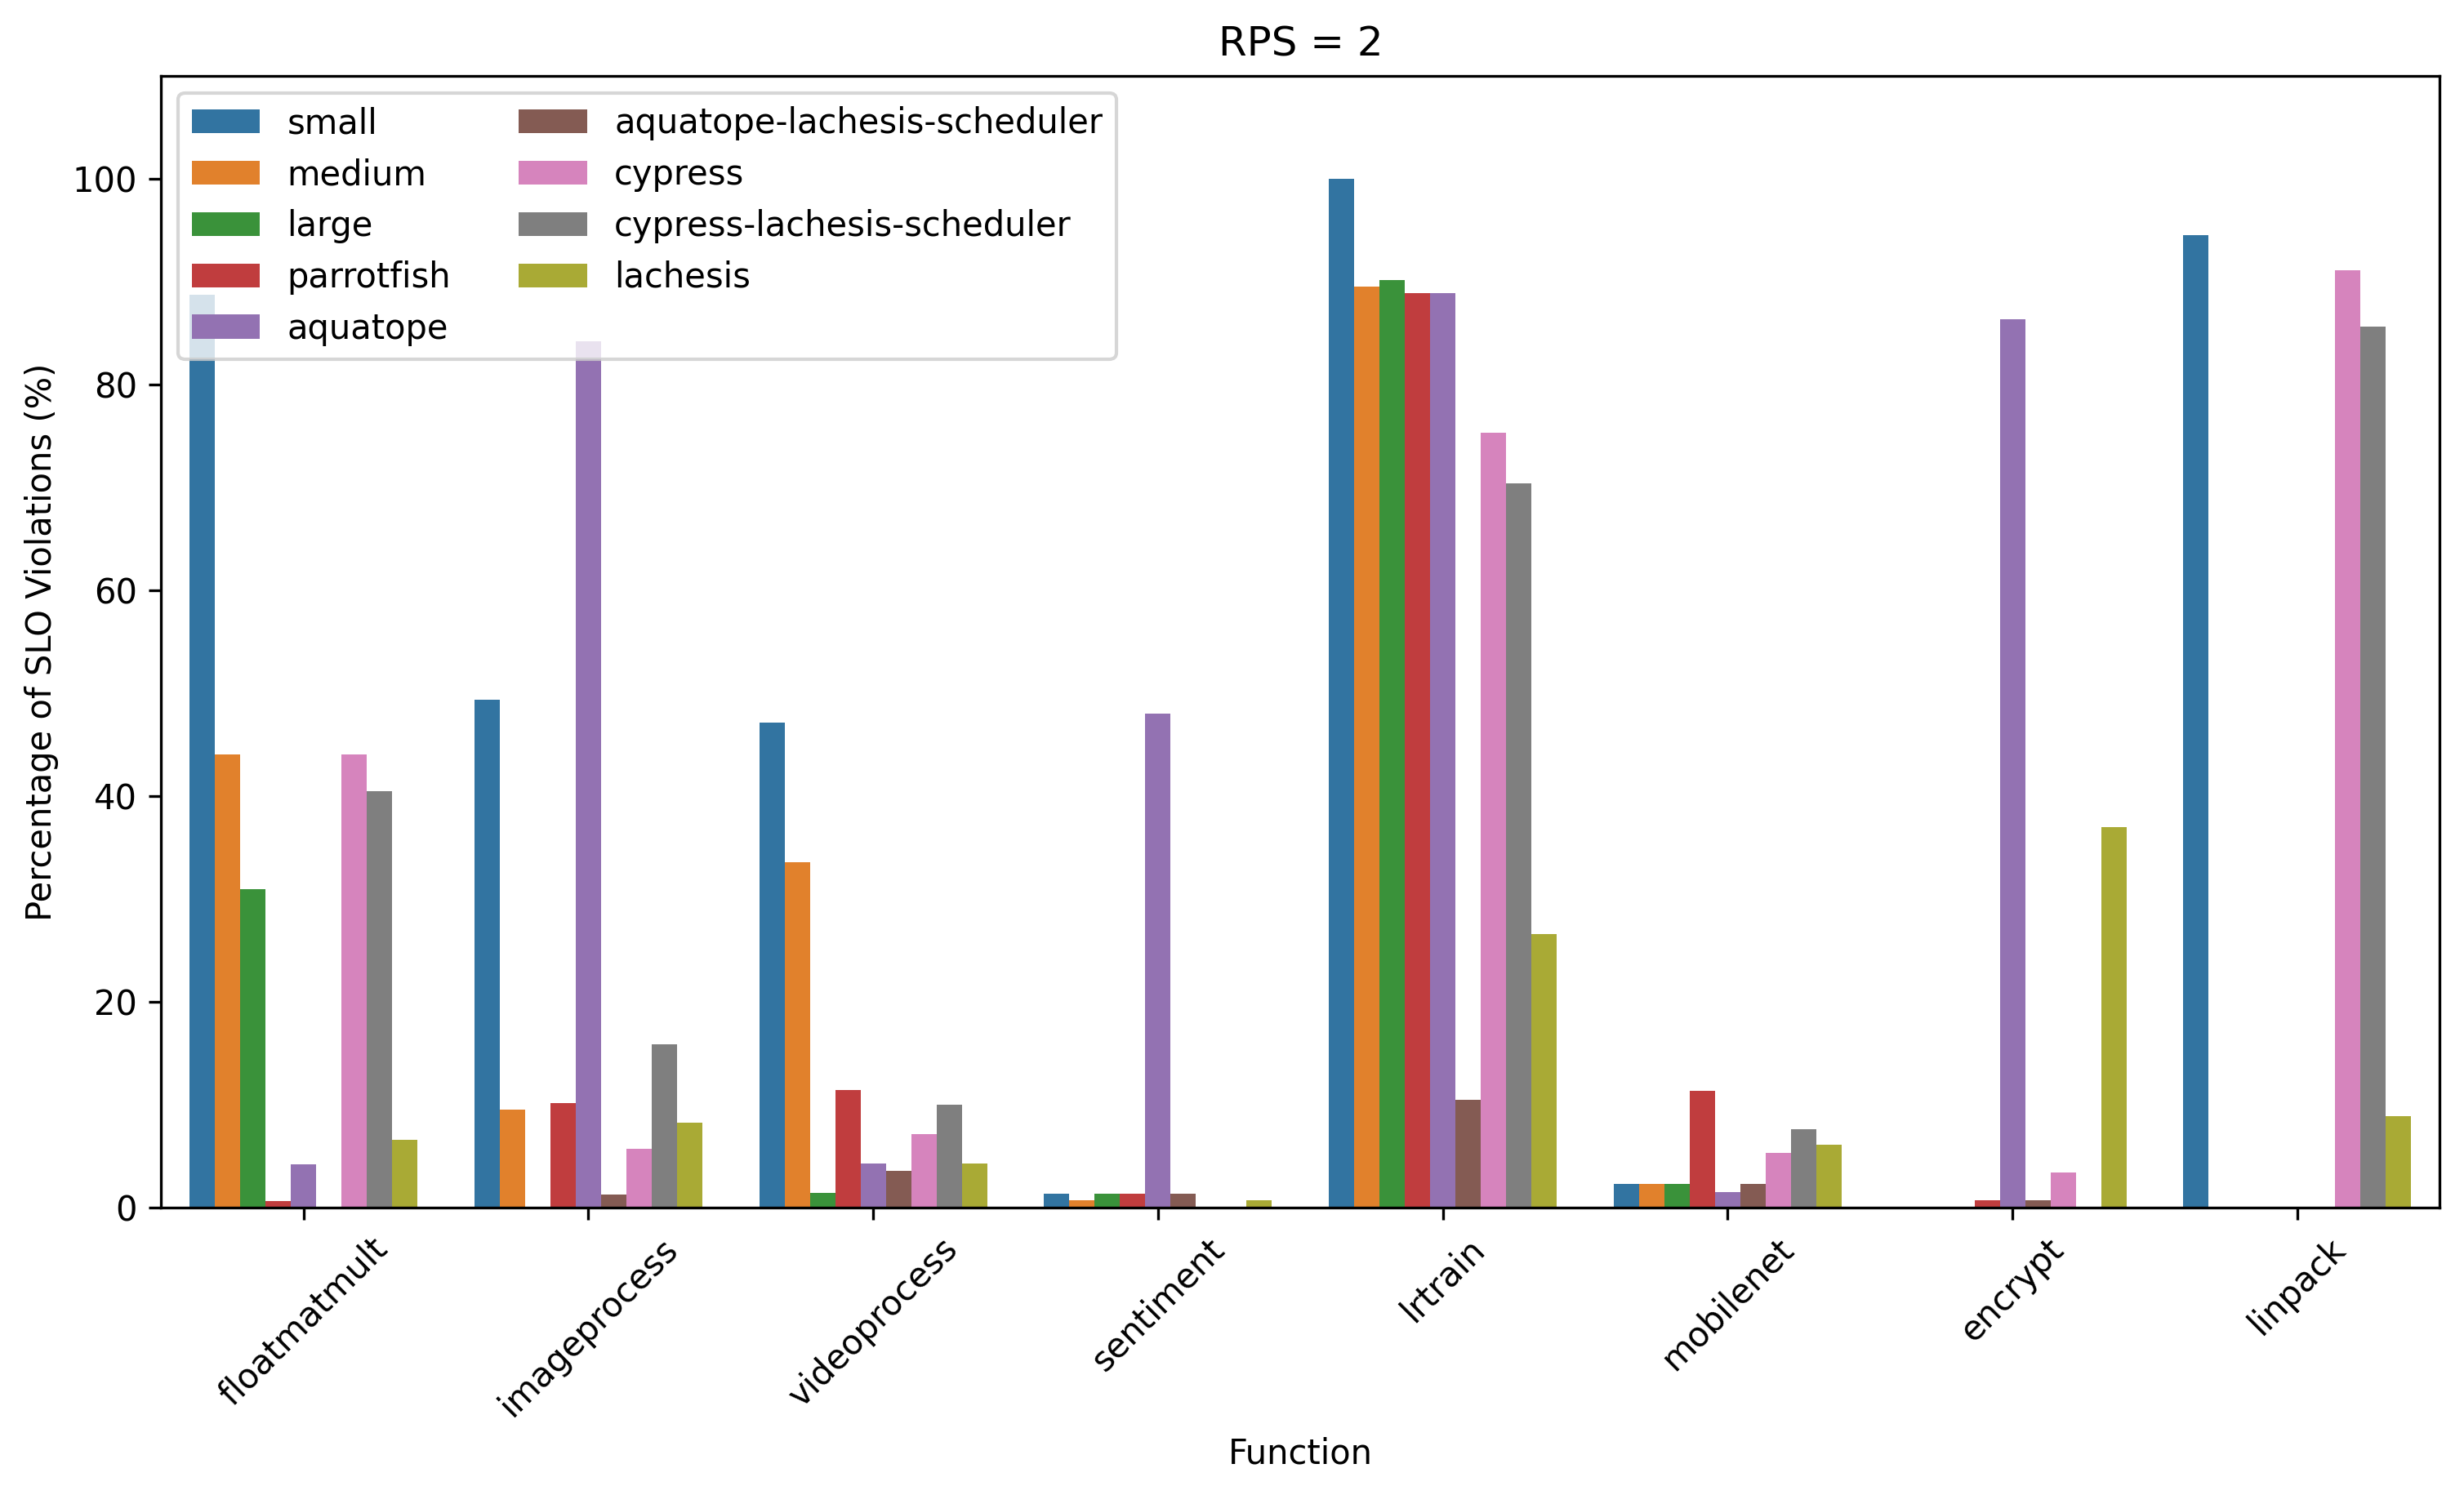 RPS = 2
small
medium
large
parrotfish
aquatope
aquatope-lachesis-scheduler
cypress
cypress-lachesis-scheduler
lachesis
Percentage of SLO Violations (%)
100
80
60
40
20
0
floatmatmult
imageprocess
videoprocess
sentiment
lrtrain
mobilenet
encrypt
linpack
Function